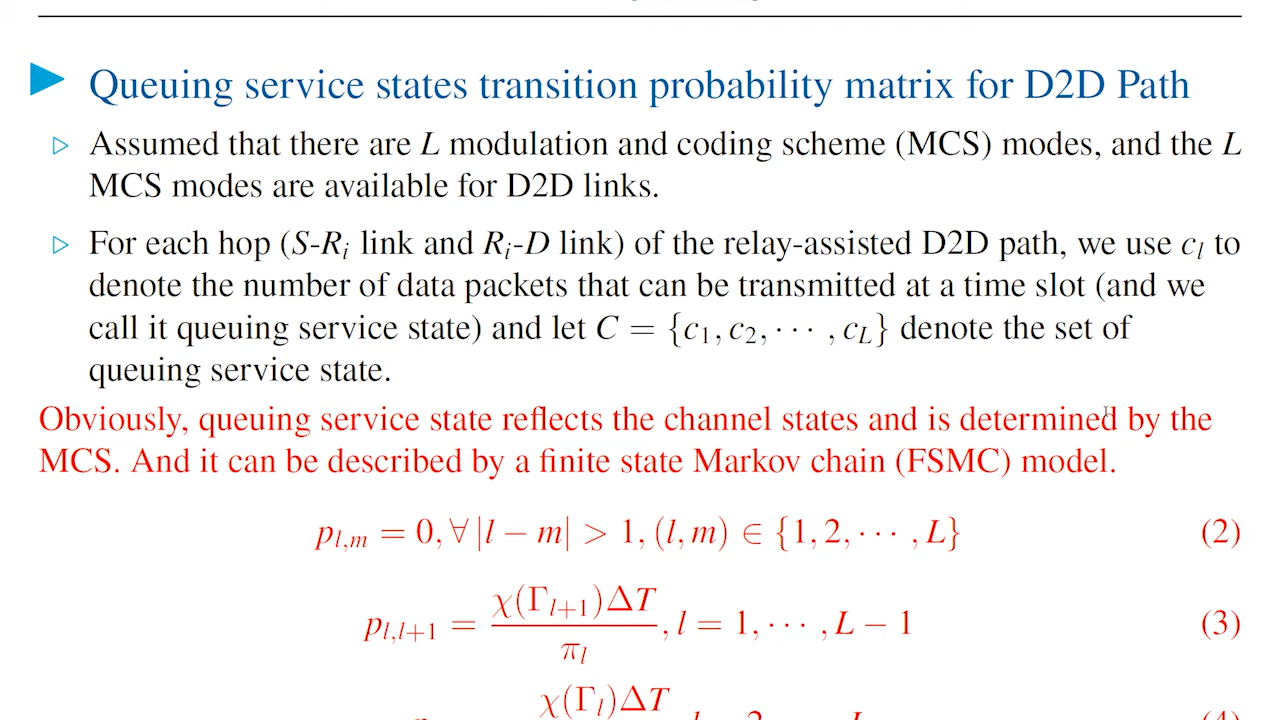 Queuing service states transition probability matrix for D2D Path
Assumed that there are L modulation and coding scheme (MCS) modes, and the L
MCS modes are available for D2D links.
For each hop (S-R_i link and R_i-D link) of the relay-assisted D2D path, we use c_l to
denote the number of data packets that can be transmitted at a time slot (and we
call it queuing service state) and let C = {c_1, c_2, ⋯ , c_L} denote the set of
queuing service state.
Obviously, queuing service state reflects the channel states and is determined by the
MCS. And it can be described by a finite state Markov chain (FSMC) model.
p_{l,m} = 0, ∀ |l − m| > 1, (l, m) ∈ {1, 2, ⋯ , L} (2)
p_{l,l+1} = χ(Γ_{l+1})ΔT / π_l , l = 1, ⋯ , L − 1 (3)
χ(Γ_l)ΔT